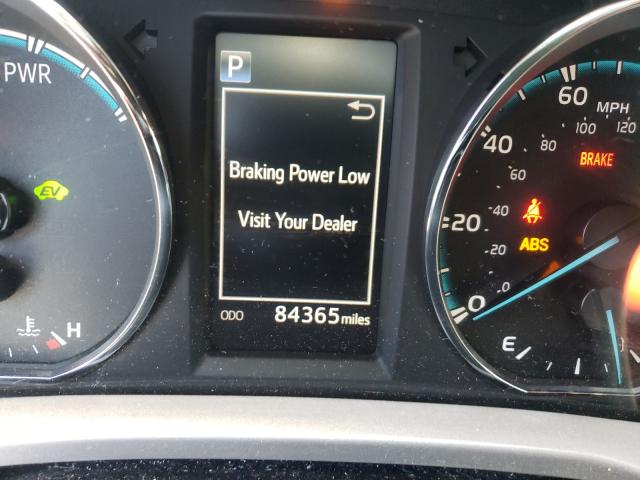 PWR
EV
H
P
Braking Power Low
Visit Your Dealer
ODO 84365 miles
60 MPH
100 120
40 80
BRAKE
60
20 40
ABS
20
0 0
E